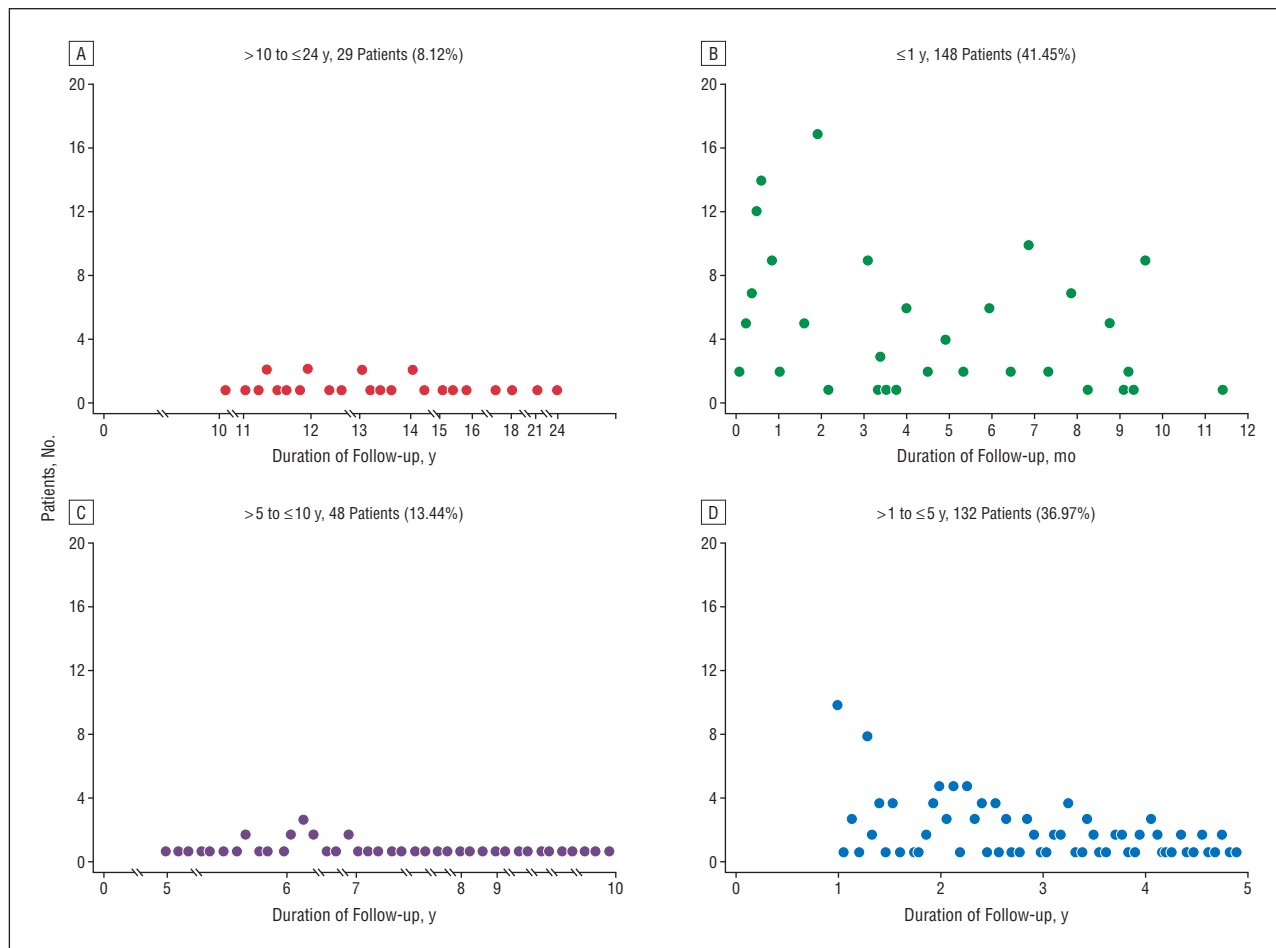 A
>10 to ≤24 y, 29 Patients (8.12%)
20
16
12
8
4
0
0 10 11 12 13 14 15 16 18 21 24
Duration of Follow-up, y
B
≤1 y, 148 Patients (41.45%)
20
16
12
8
4
0
0 1 2 3 4 5 6 7 8 9 10 11 12
Duration of Follow-up, mo
Patients, No.
C
>5 to ≤10 y, 48 Patients (13.44%)
20
16
12
8
4
0
0 5 6 7 8 9 10
Duration of Follow-up, y
D
>1 to ≤5 y, 132 Patients (36.97%)
20
16
12
8
4
0
0 1 2 3 4 5
Duration of Follow-up, y